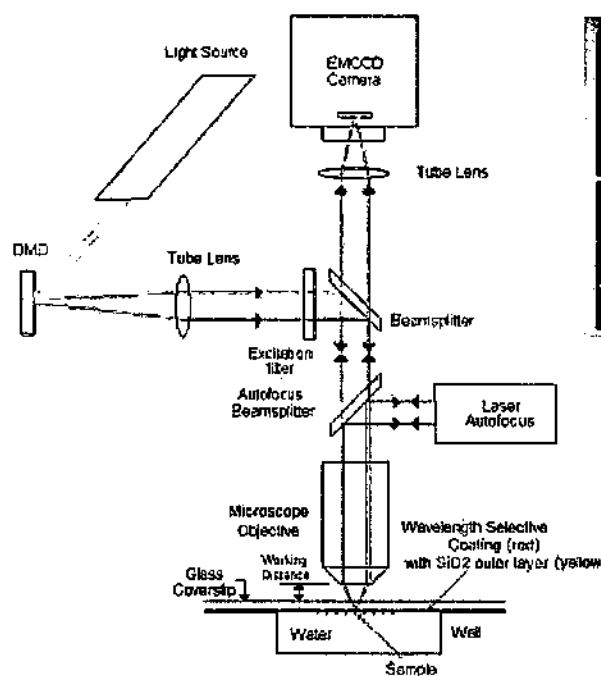 Light Source
EMCCD
Camera
Tube Lens
DMD
Tube Lens
Beamsplitter
Excitation
filter
Autofocus
Beamsplitter
Laser
Autofocus
Microscope
Objective
Wavelength Selective
Coating (red)
with SiO2 outer layer (yellow
Working
Distance
Glass
Coverslip
Water
Well
Sample